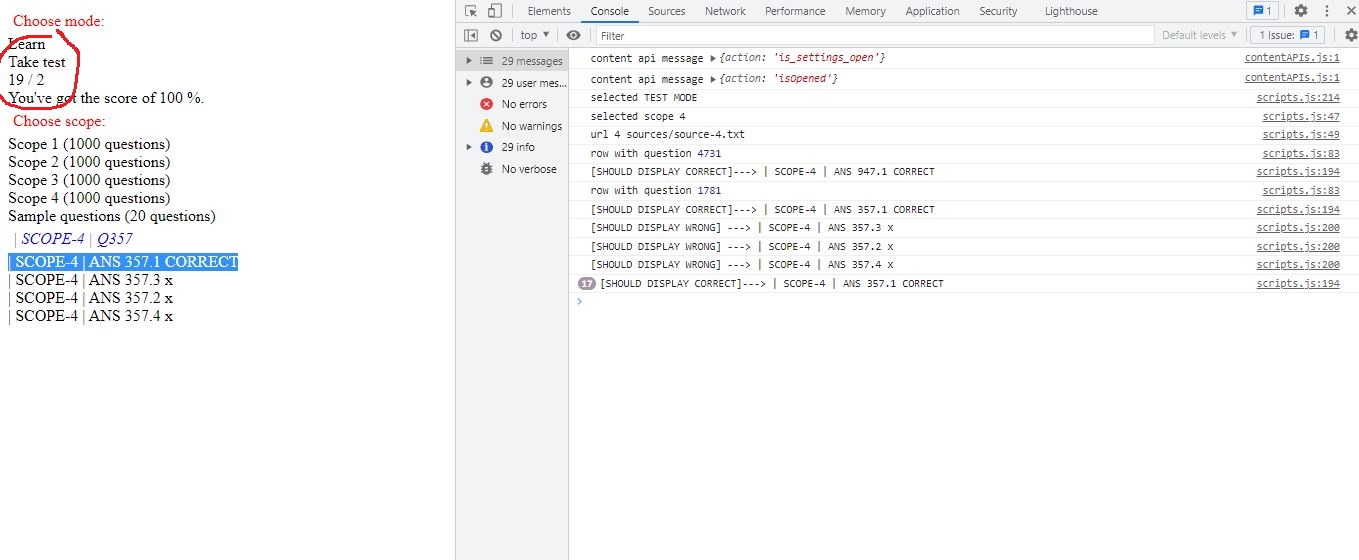 Choose mode:
Learn
Take test
19 / 2
You've got the score of 100 %.
Choose scope:
Scope 1 (1000 questions)
Scope 2 (1000 questions)
Scope 3 (1000 questions)
Scope 4 (1000 questions)
Sample questions (20 questions)
| SCOPE-4 | Q357
| SCOPE-4 | ANS 357.1 CORRECT
| SCOPE-4 | ANS 357.3 x
| SCOPE-4 | ANS 357.2 x
| SCOPE-4 | ANS 357.4 x
Elements Console Sources Network Performance Memory Application Security Lighthouse 1
top Filter Default levels 1 Issue: 1
29 messages
29 user mes...
No errors
No warnings
29 info
No verbose
content api message {action: 'is_settings_open'} contentAPIs.js:1
content api message {action: 'isOpened'} contentAPIs.js:1
selected TEST MODE scripts.js:214
selected scope 4 scripts.js:47
url 4 sources/source-4.txt scripts.js:49
row with question 4731 scripts.js:83
[SHOULD DISPLAY CORRECT]---> | SCOPE-4 | ANS 947.1 CORRECT scripts.js:194
row with question 1781 scripts.js:83
[SHOULD DISPLAY CORRECT]---> | SCOPE-4 | ANS 357.1 CORRECT scripts.js:194
[SHOULD DISPLAY WRONG] ---> | SCOPE-4 | ANS 357.3 x scripts.js:200
[SHOULD DISPLAY WRONG] ---> | SCOPE-4 | ANS 357.2 x scripts.js:200
[SHOULD DISPLAY WRONG] ---> | SCOPE-4 | ANS 357.4 x scripts.js:200
17 [SHOULD DISPLAY CORRECT]---> | SCOPE-4 | ANS 357.1 CORRECT scripts.js:194